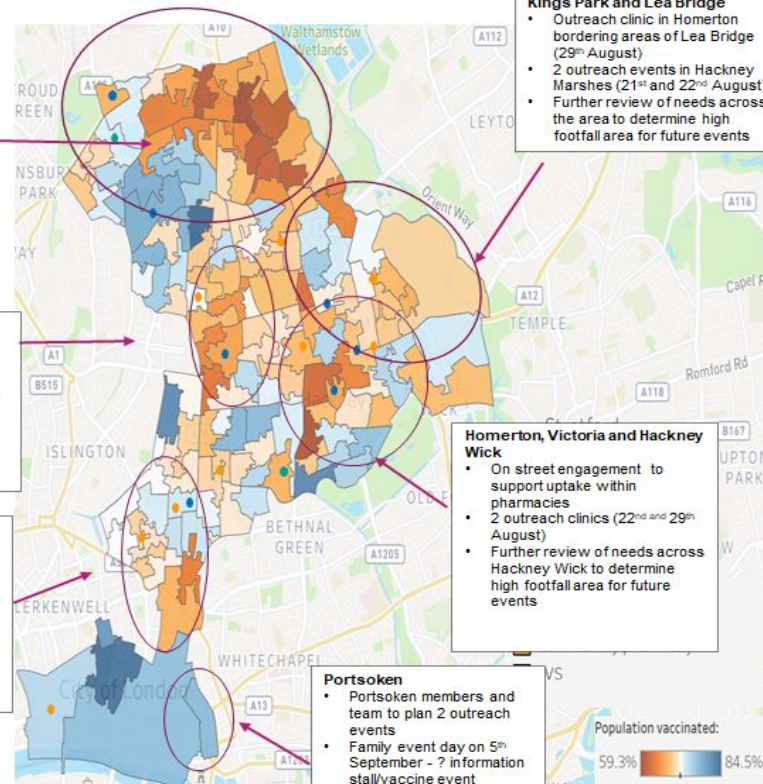 Kings Park and Lea Bridge
• Outreach clinic in Homerton
bordering areas of Lea Bridge
(29th August)
• 2 outreach events in Hackney
Marshes (21st and 22nd August)
• Further review of needs across
the area to determine high
footfall area for future events
A10
Walthamstow
Wetlands
A112
A105
LEYTO
NSBURY
PARK
Orient Way
A116
A12
TEMPLE
Capel R
A1
B515
Romford Rd
A118
B167
UPTON
PARK
ISLINGTON
Homerton, Victoria and Hackney
Wick
• On street engagement to
support uptake within
pharmacies
• 2 outreach clinics (22nd and 29th
August)
• Further review of needs across
Hackney Wick to determine
high footfall area for future
events
OLD F
BETHNAL
GREEN
A1205
LERKENWELL
WHITECHAPEL
VS
City of London
A13
Portsoken
• Portsoken members and
team to plan 2 outreach
events
• Family event day on 5th
September - ? information
stall/vaccine event
Population vaccinated:
59.3% 84.5%